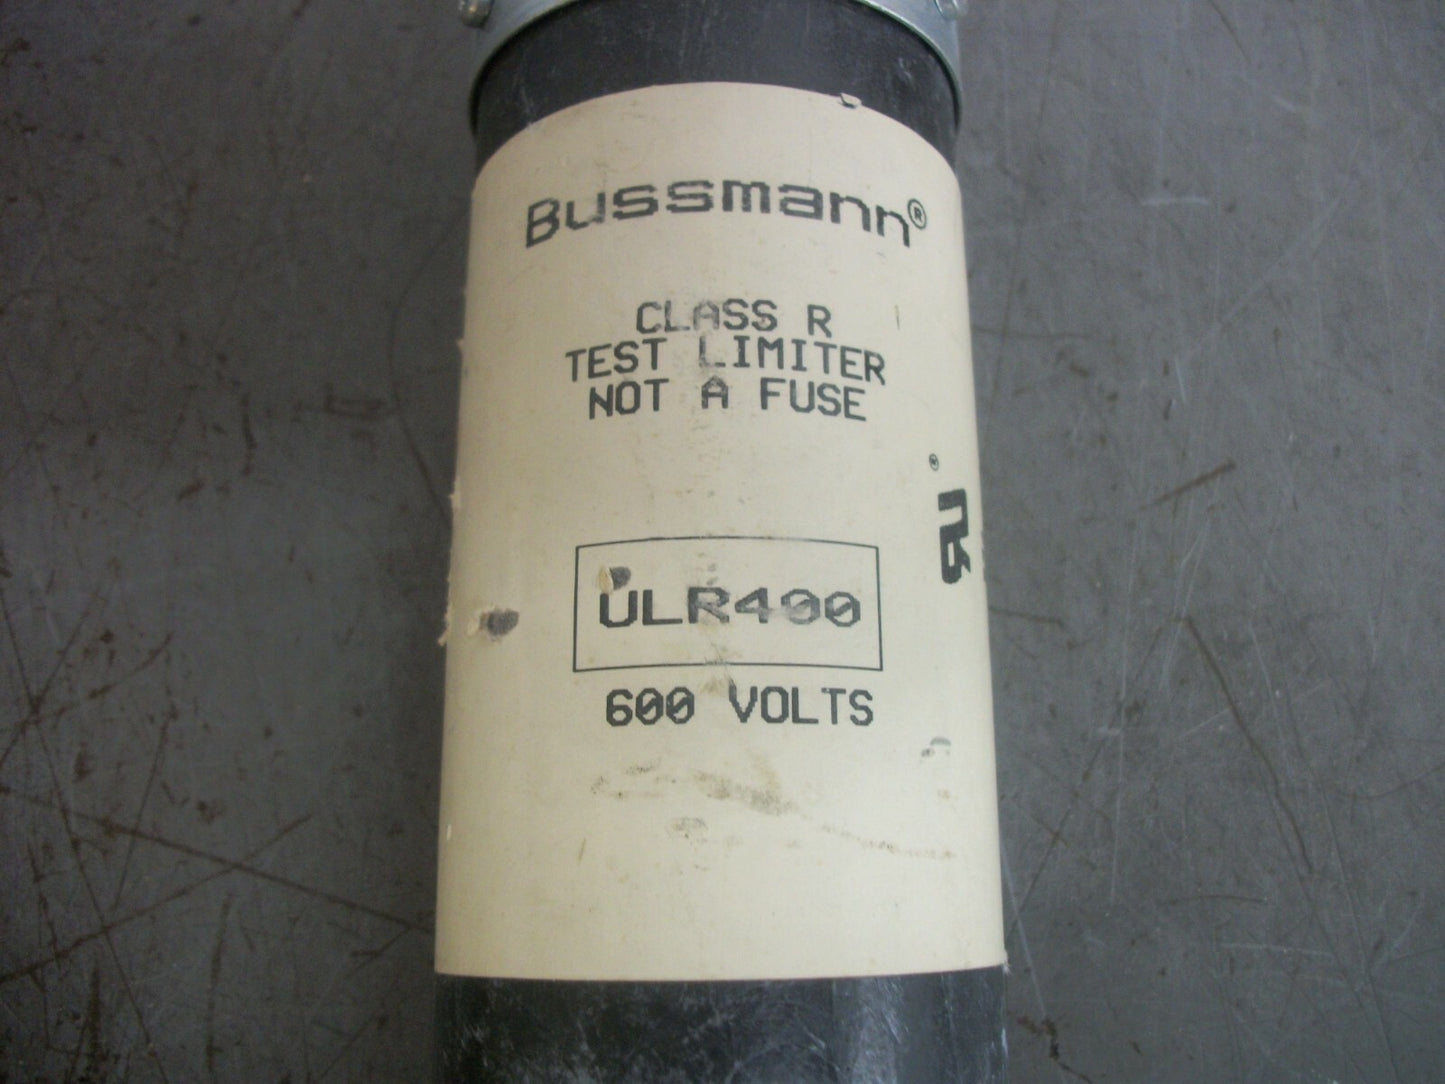 Bussmann®
CLASS R
TEST LIMITER
NOT A FUSE
ULR400
600 VOLTS